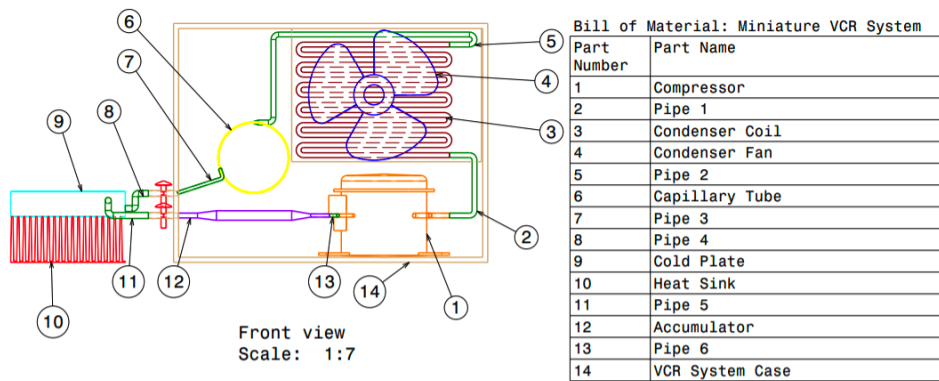 6
7
8
9
5
4
3
2
11
12
13
14
1
10
Front view
Scale: 1:7
Bill of Material: Miniature VCR System
Part Number Part Name
1 Compressor
2 Pipe 1
3 Condenser Coil
4 Condenser Fan
5 Pipe 2
6 Capillary Tube
7 Pipe 3
8 Pipe 4
9 Cold Plate
10 Heat Sink
11 Pipe 5
12 Accumulator
13 Pipe 6
14 VCR System Case